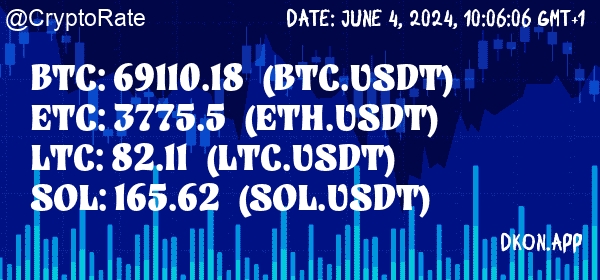 @CryptoRate
DATE: JUNE 4, 2024, 10:06:06 GMT+1
BTC: 69110.18 (BTC.USDT)
ETC: 3775.5 (ETH.USDT)
LTC: 82.11 (LTC.USDT)
SOL: 165.62 (SOL.USDT)
DKON.APP